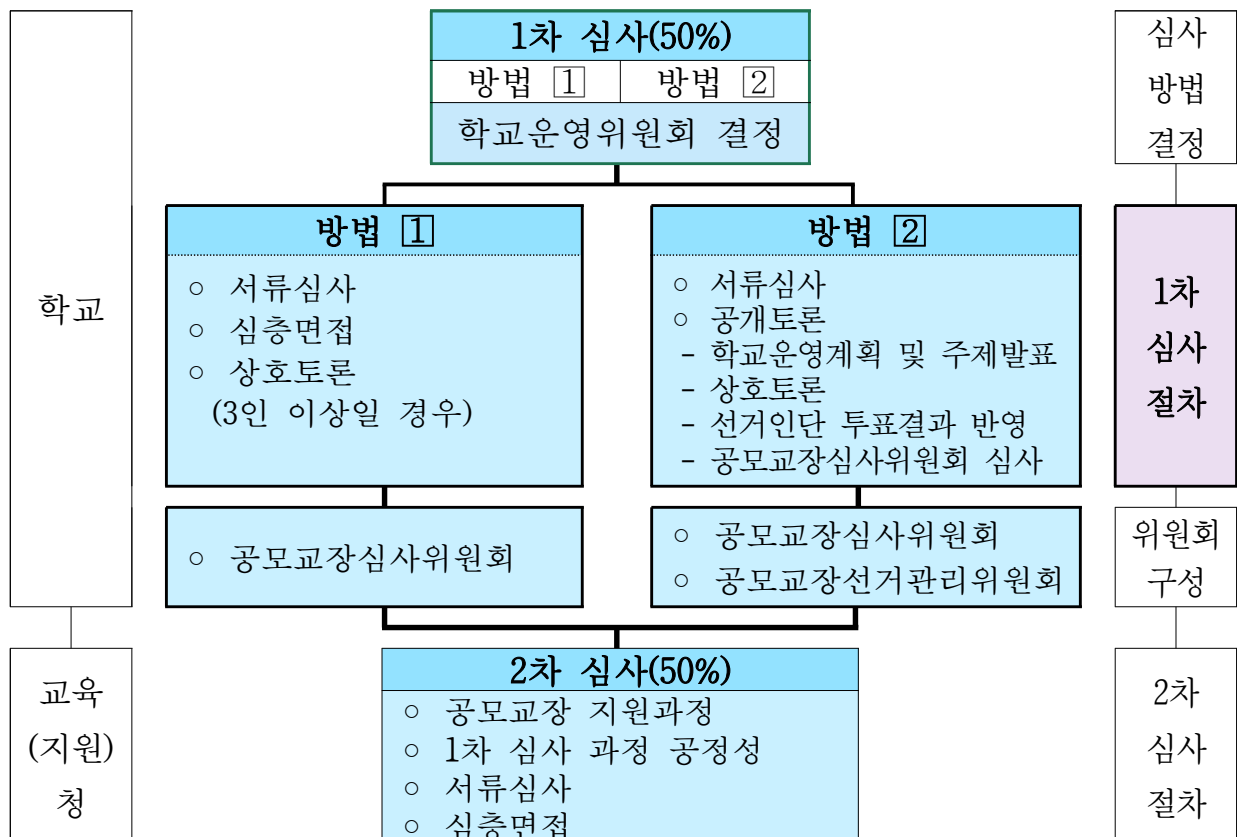 학교
교육
(지원)
청
1차 심사(50%)
방법 1 방법 2
학교운영위원회 결정
방법 1
○ 서류심사
○ 심층면접
○ 상호토론
(3인 이상일 경우)
○ 공모교장심사위원회
방법 2
○ 서류심사
○ 공개토론
- 학교운영계획 및 주제발표
- 상호토론
- 선거인단 투표결과 반영
- 공모교장심사위원회 심사
○ 공모교장심사위원회
○ 공모교장선거관리위원회
2차 심사(50%)
○ 공모교장 지원과정
○ 1차 심사 과정 공정성
○ 서류심사
○ 심층면접
심사
방법
결정
1차
심사
절차
위원회
구성
2차
심사
절차